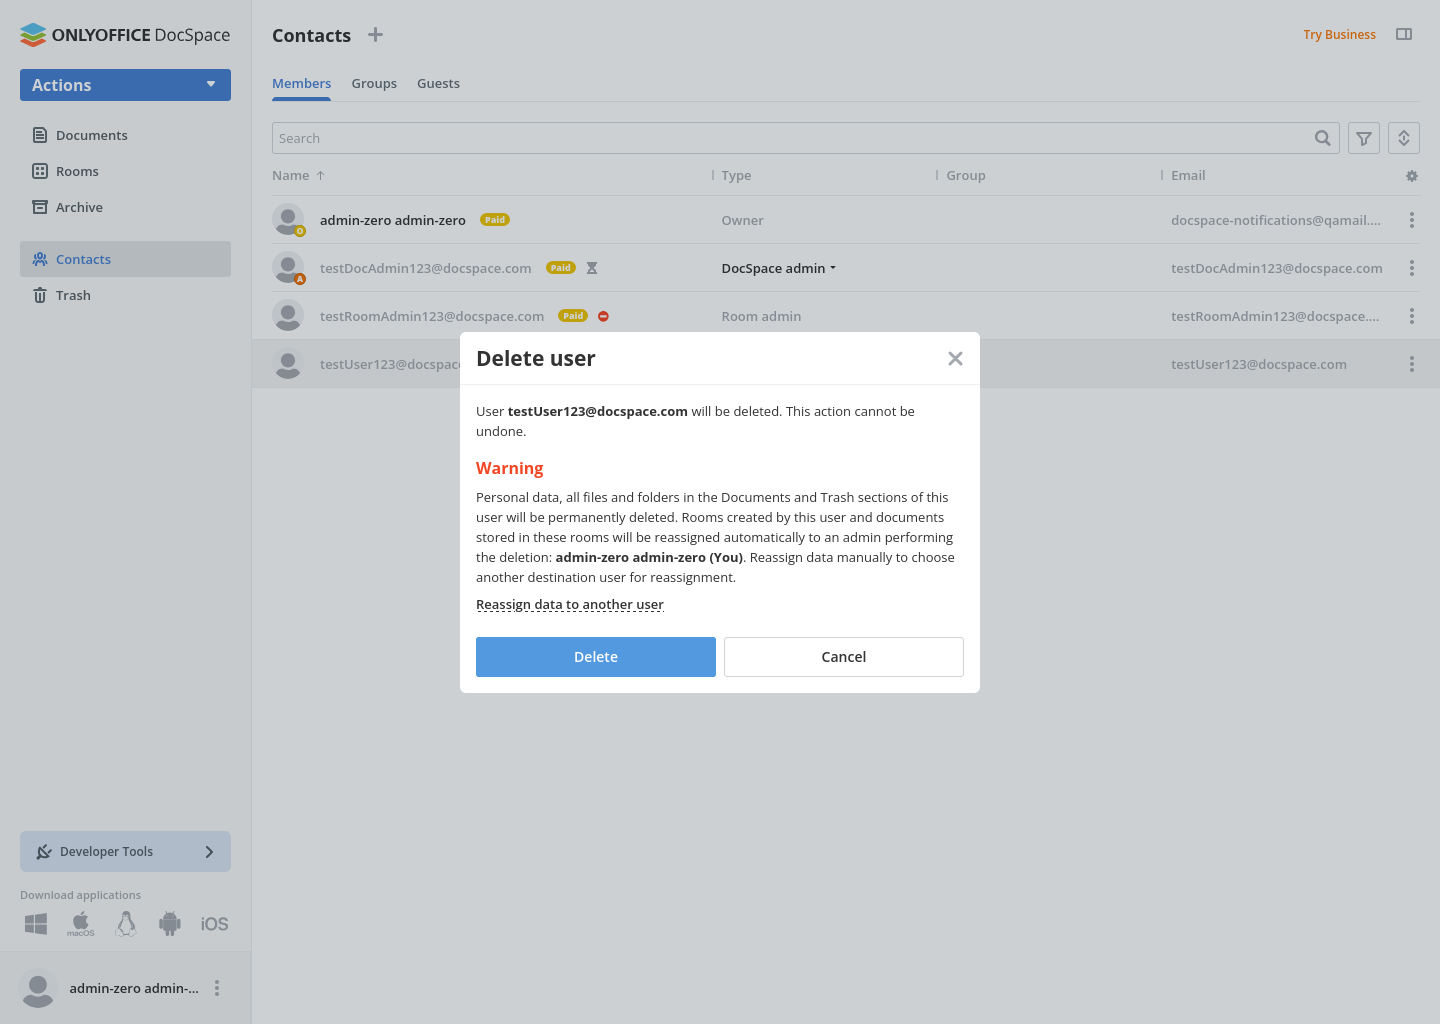 ONLYOFFICE DocSpace
Contacts
Try Business
Actions
Members Groups Guests
Documents
Search
Rooms
Name Type Group Email
Archive
admin-zero admin-zero Paid Owner docspace-notifications@qamail....
O
Contacts
testDocAdmin123@docspace.com Paid DocSpace admin testDocAdmin123@docspace.com
A
Trash
testRoomAdmin123@docspace.com Paid Room admin testRoomAdmin123@docspace....
testUser123@docspac testUser123@docspace.com
Delete user
User testUser123@docspace.com will be deleted. This action cannot be
undone.
Warning
Personal data, all files and folders in the Documents and Trash sections of this
user will be permanently deleted. Rooms created by this user and documents
stored in these rooms will be reassigned automatically to an admin performing
the deletion: admin-zero admin-zero (You). Reassign data manually to choose
another destination user for reassignment.
Reassign data to another user
Delete Cancel
Developer Tools
Download applications
macOS iOS
admin-zero admin-...